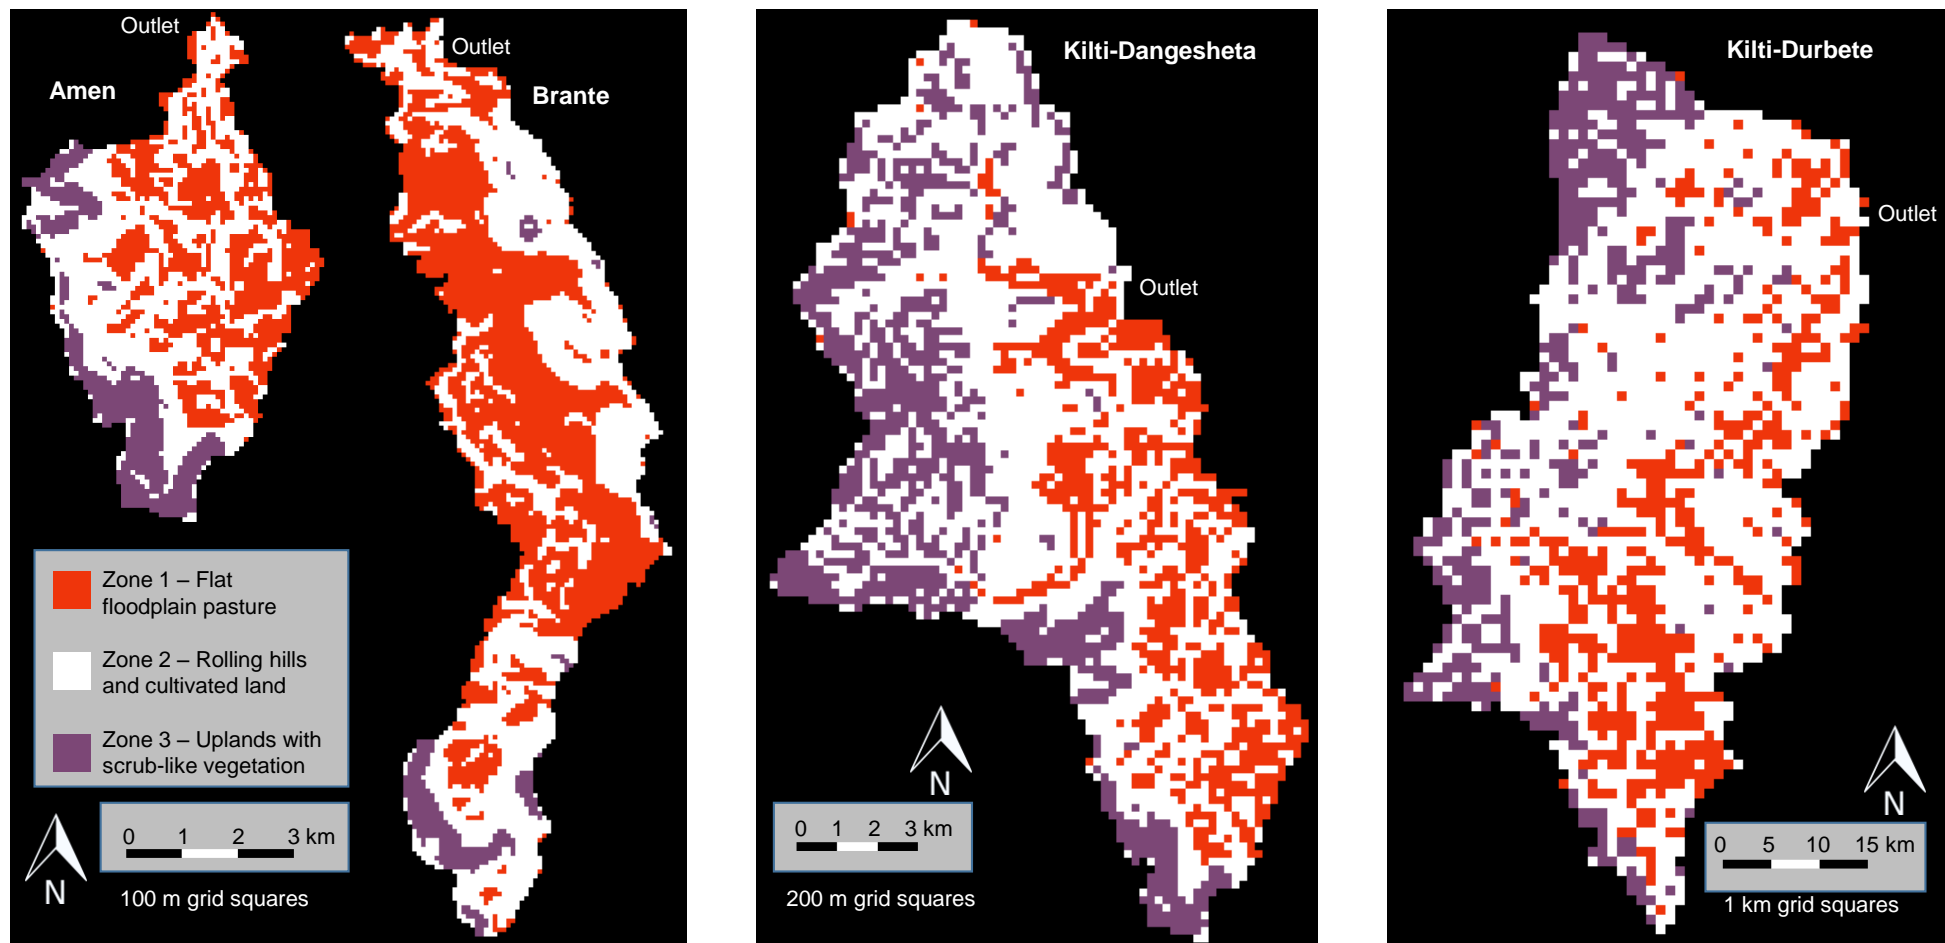 Outlet
Amen
Outlet
Brante
Zone 1 – Flat
floodplain pasture
Zone 2 – Rolling hills
and cultivated land
Zone 3 – Uplands with
scrub-like vegetation
N
0 1 2 3 km
100 m grid squares
Kilti-Dangesheta
Outlet
N
0 1 2 3 km
200 m grid squares
Kilti-Durbete
Outlet
N
0 5 10 15 km
1 km grid squares